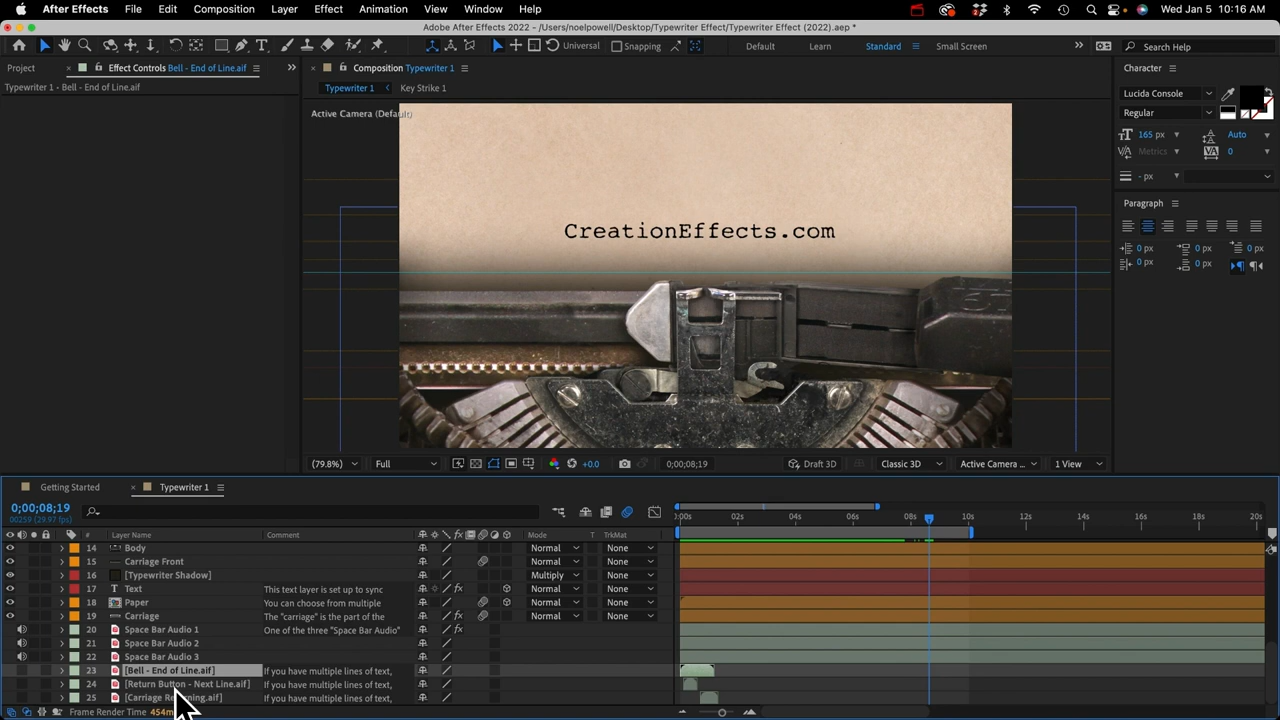 After Effects File Edit Composition Layer Effect Animation View Window Help Wed Jan 5 10:16 AM
Adobe After Effects 2022 - /Users/noelpowell/Desktop/Typewriter Effect/Typewriter Effect (2022).aep *
Universal Snapping Default Learn Standard Small Screen Search Help
Project Effect Controls Bell - End of Line.aif Composition Typewriter 1 Character
Typewriter 1 - Bell - End of Line.aif Typewriter 1 Key Strike 1 Lucida Console
Active Camera (Default) Regular
165 px Auto
Metrics 0
- px
Paragraph
CreationEffects.com
0 px 0 px 0 px
0 px 0 px
(79.8%) Full +0.0 0;00;08;19 Draft 3D Classic 3D Active Camera ... 1 View
Getting Started Typewriter 1
0;00;08;19
00259 (29.97 fps)
:00s 02s 04s 06s 08s 10s 12s 14s 16s 18s 20s
# Layer Name Comment Mode T TrkMat
14 Body Normal None
15 Carriage Front Normal None
16 [Typewriter Shadow] Multiply None
17 T Text This text layer is set up to sync Normal None
18 Paper You can choose from multiple Normal None
19 Carriage The "carriage" is part of the Normal None
20 Space Bar Audio 1 One of the three "Space Bar Audio"
21 Space Bar Audio 2
22 Space Bar Audio 3
23 [Bell - End of Line.aif] If you have multiple lines of text,
24 [Return Button - Next Line.aif] If you have multiple lines of text,
25 [Carriage Returning.aif] If you have multiple lines of text,
Frame Render Time 454m